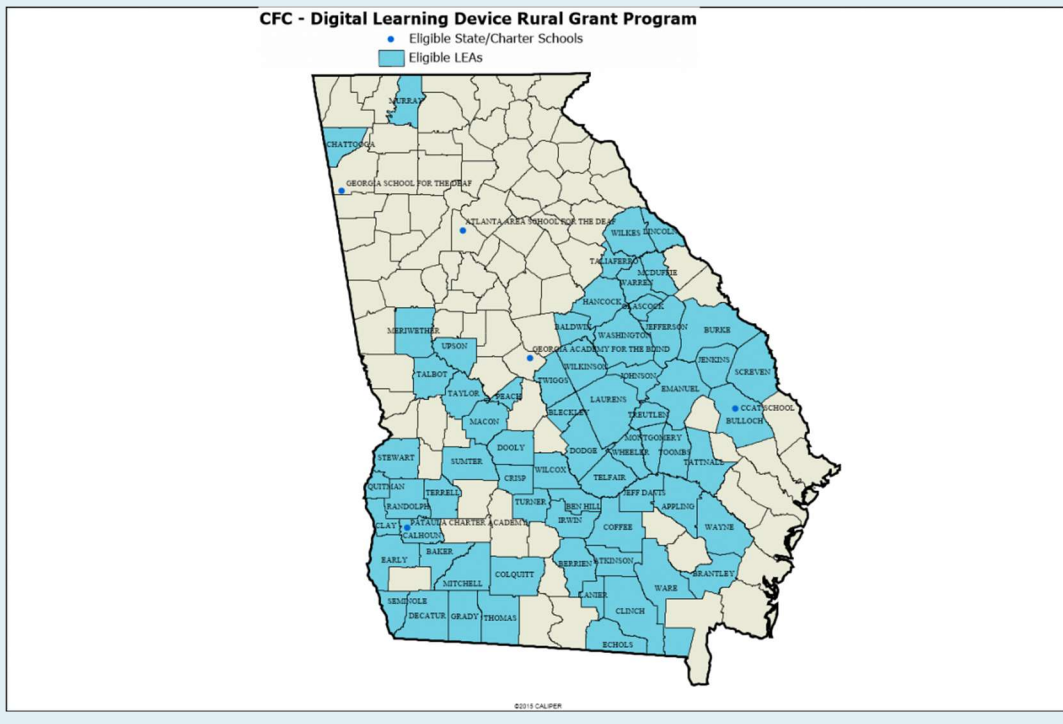 CFC - Digital Learning Device Rural Grant Program
Eligible State/Charter Schools
Eligible LEAs
MURRAY
CHATTOOGA
GEORGIA SCHOOL FOR THE DEAF
ATLANTA AREA SCHOOL FOR THE DEAF
WILKES
LINCOLN
TALIAFERRO
MCDUFFIE
WARREN
HANCOCK
GLASCOCK
BALDWIN
WASHINGTON
JEFFERSON
BURKE
MERIWETHER
UPSON
GEORGIA ACADEMY FOR THE BLIND
JENKINS
WILKINSON
SCREVEN
TALBOT
TWIGGS
JOHNSON
EMANUEL
TAYLOR
PEACH
LAURENS
CCAT SCHOOL
BLECKLEY
TREUTLEN
BULLOCH
MACON
MONTGOMERY
DOOLY
DODGE
WHEELER
TOOMBS
STEWART
SUMTER
TATTNALL
WILCOX
CRISP
TELFAIR
QUITMAN
TERRELL
JEFF DAVIS
TURNER
BEN HILL
APPLING
RANDOLPH
IRWIN
COFFEE
WAYNE
CLAY
PATAULA CHARTER ACADEMY
CALHOUN
BAKER
EARLY
BERRIEN
ATKINSON
COLQUITT
BRANTLEY
MITCHELL
WARE
LANIER
SEMINOLE
CLINCH
DECATUR
GRADY
THOMAS
ECHOLS
©2015 CALIPER